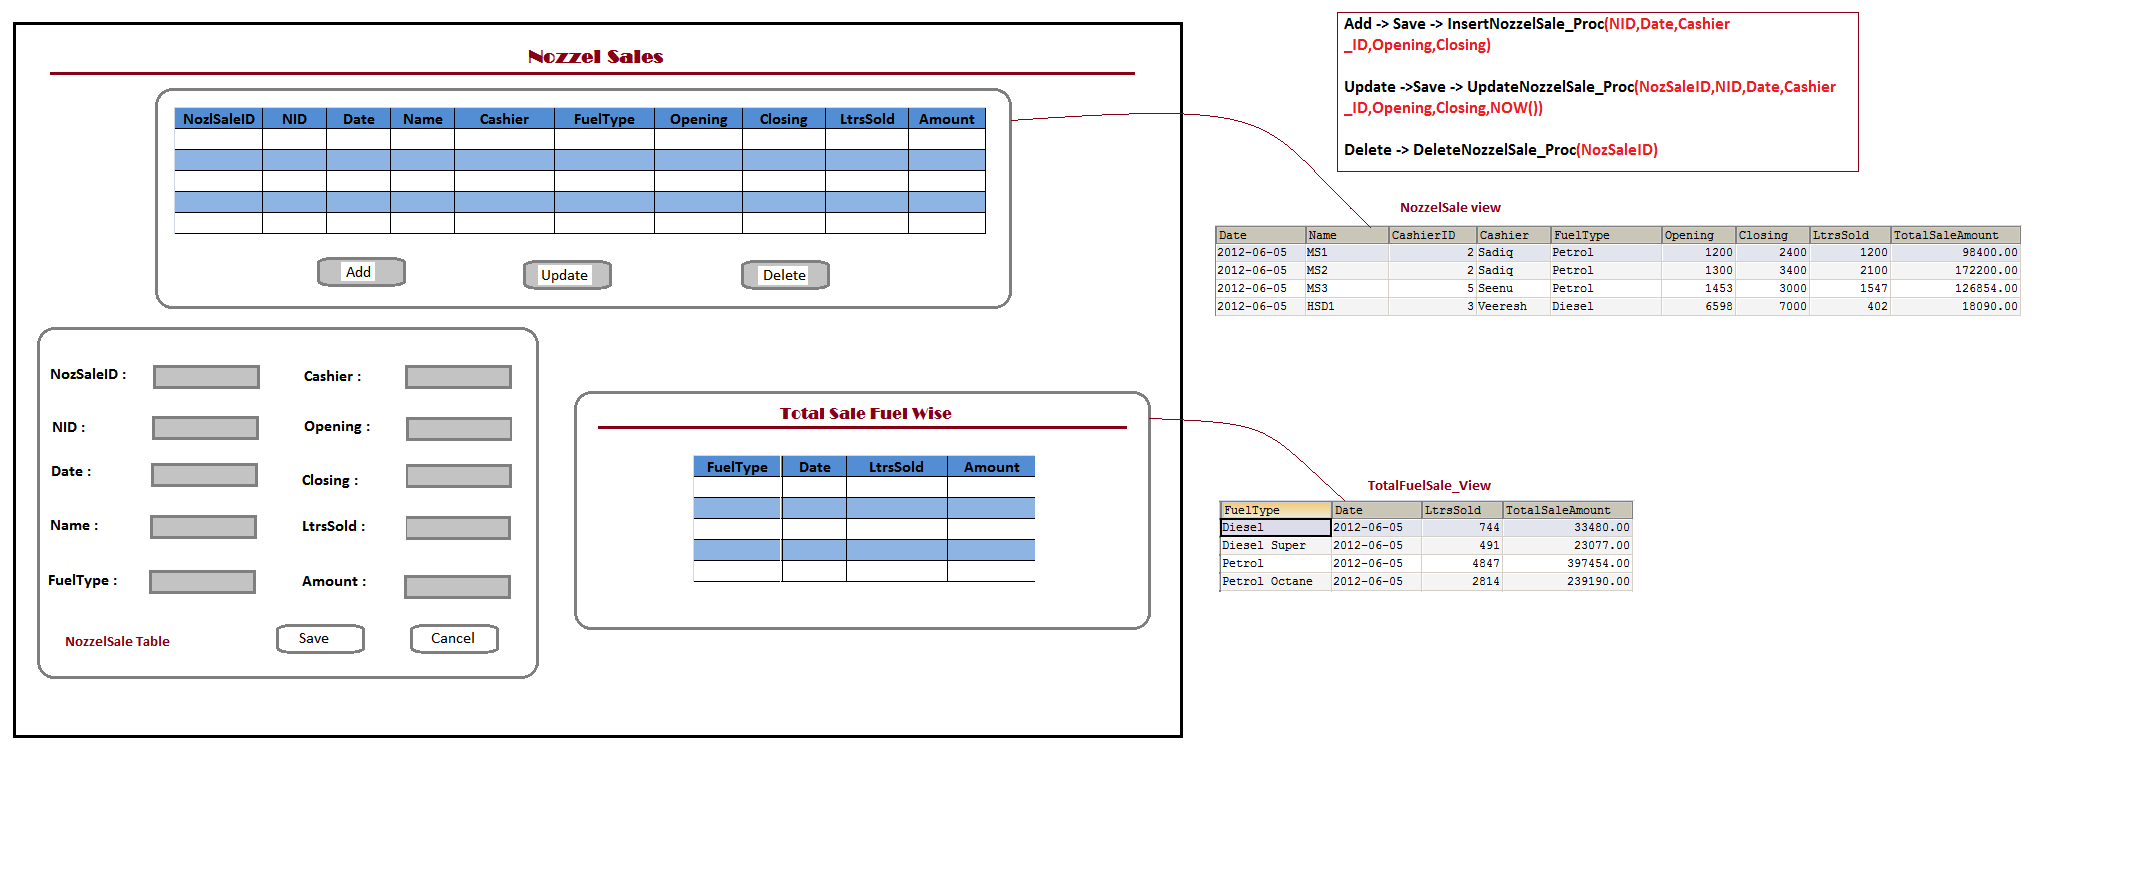 Nozzel Sales
NozlSaleID NID Date Name Cashier FuelType Opening Closing LtrsSold Amount
Add Update Delete
NozSaleID : Cashier :
NID : Opening :
Date : Closing :
Name : LtrsSold :
FuelType : Amount :
NozzelSale Table Save Cancel
Total Sale Fuel Wise
FuelType Date LtrsSold Amount
Add -> Save -> InsertNozzelSale_Proc(NID,Date,Cashier
_ID,Opening,Closing)
Update ->Save -> UpdateNozzelSale_Proc(NozSaleID,NID,Date,Cashier
_ID,Opening,Closing,NOW())
Delete -> DeleteNozzelSale_Proc(NozSaleID)
NozzelSale view
Date Name CashierID Cashier FuelType Opening Closing LtrsSold TotalSaleAmount
2012-06-05 MS1 2 Sadiq Petrol 1200 2400 1200 98400.00
2012-06-05 MS2 2 Sadiq Petrol 1300 3400 2100 172200.00
2012-06-05 MS3 5 Seenu Petrol 1453 3000 1547 126854.00
2012-06-05 HSD1 3 Veeresh Diesel 6598 7000 402 18090.00
TotalFuelSale_View
FuelType Date LtrsSold TotalSaleAmount
Diesel 2012-06-05 744 33480.00
Diesel Super 2012-06-05 491 23077.00
Petrol 2012-06-05 4847 397454.00
Petrol Octane 2012-06-05 2814 239190.00